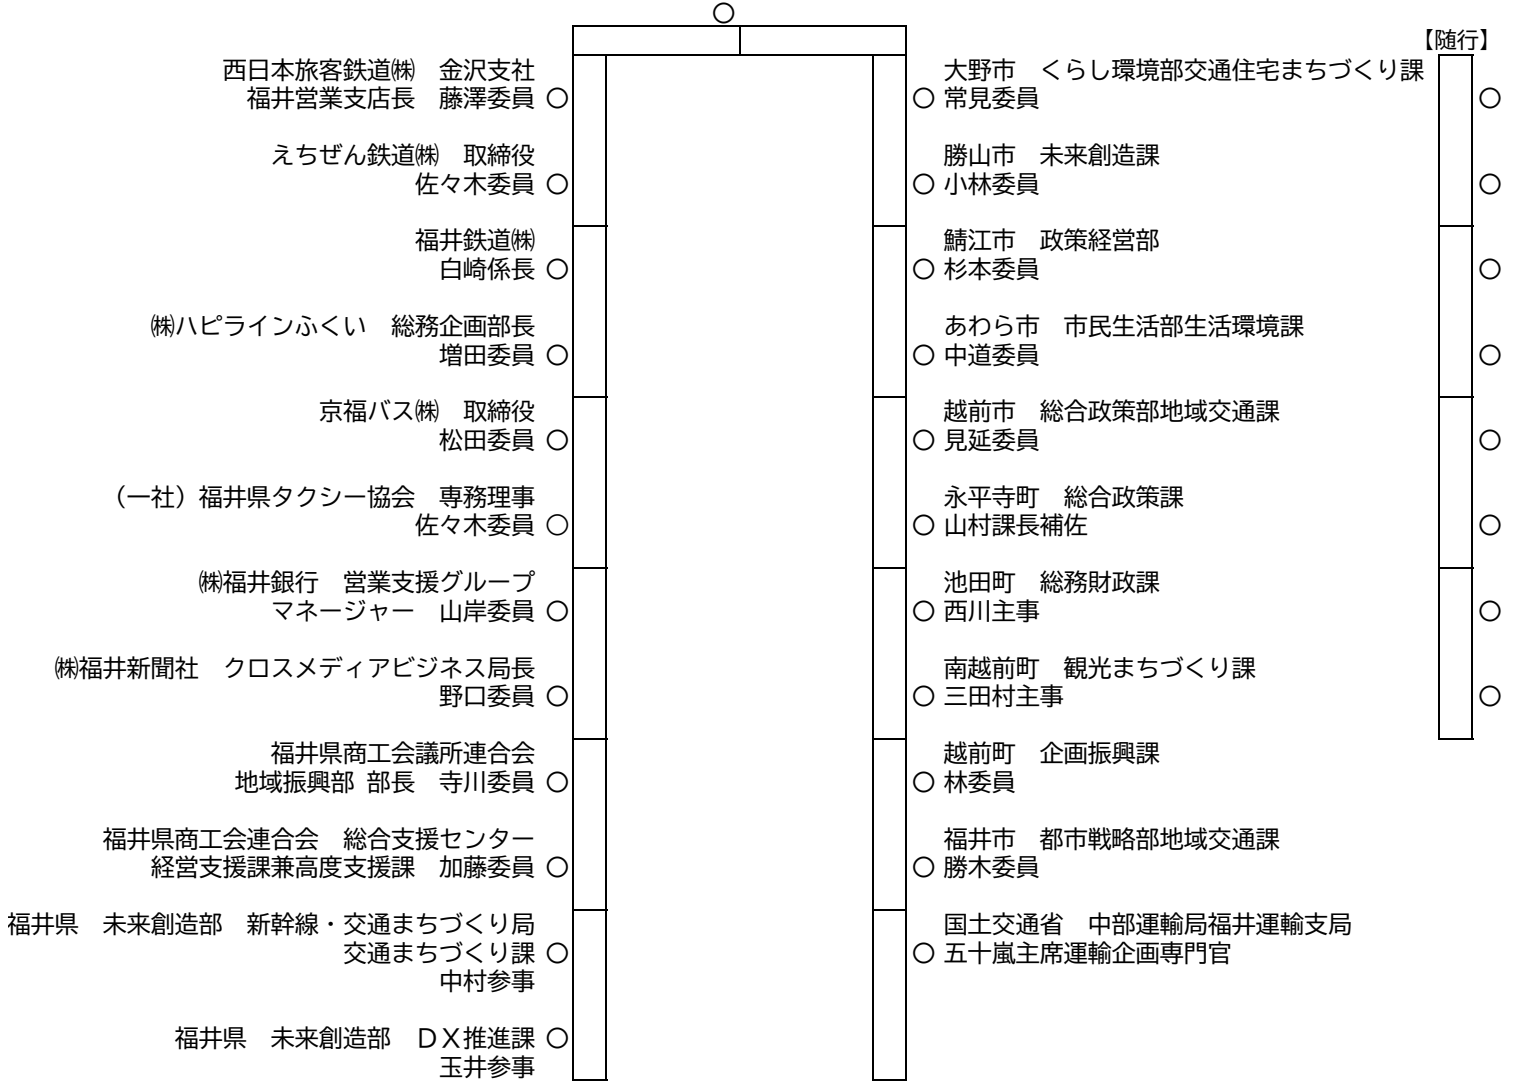 【随行】
西日本旅客鉄道㈱　金沢支社
福井営業支店長　藤澤委員 ○
えちぜん鉄道㈱　取締役
佐々木委員 ○
福井鉄道㈱
白崎係長 ○
㈱ハピラインふくい　総務企画部長
増田委員 ○
京福バス㈱　取締役
松田委員 ○
（一社）福井県タクシー協会　専務理事
佐々木委員 ○
㈱福井銀行　営業支援グループ
マネージャー　山岸委員 ○
㈱福井新聞社　クロスメディアビジネス局長
野口委員 ○
福井県商工会議所連合会
地域振興部 部長　寺川委員 ○
福井県商工会連合会　総合支援センター
経営支援課兼高度支援課　加藤委員 ○
福井県　未来創造部　新幹線・交通まちづくり局
交通まちづくり課 ○
中村参事
福井県　未来創造部　ＤＸ推進課 ○
玉井参事
大野市　くらし環境部交通住宅まちづくり課
○ 常見委員
勝山市　未来創造課
○ 小林委員
鯖江市　政策経営部
○ 杉本委員
あわら市　市民生活部生活環境課
○ 中道委員
越前市　総合政策部地域交通課
○ 見延委員
永平寺町　総合政策課
○ 山村課長補佐
池田町　総務財政課
○ 西川主事
南越前町　観光まちづくり課
○ 三田村主事
越前町　企画振興課
○ 林委員
福井市　都市戦略部地域交通課
○ 勝木委員
国土交通省　中部運輸局福井運輸支局
○ 五十嵐主席運輸企画専門官